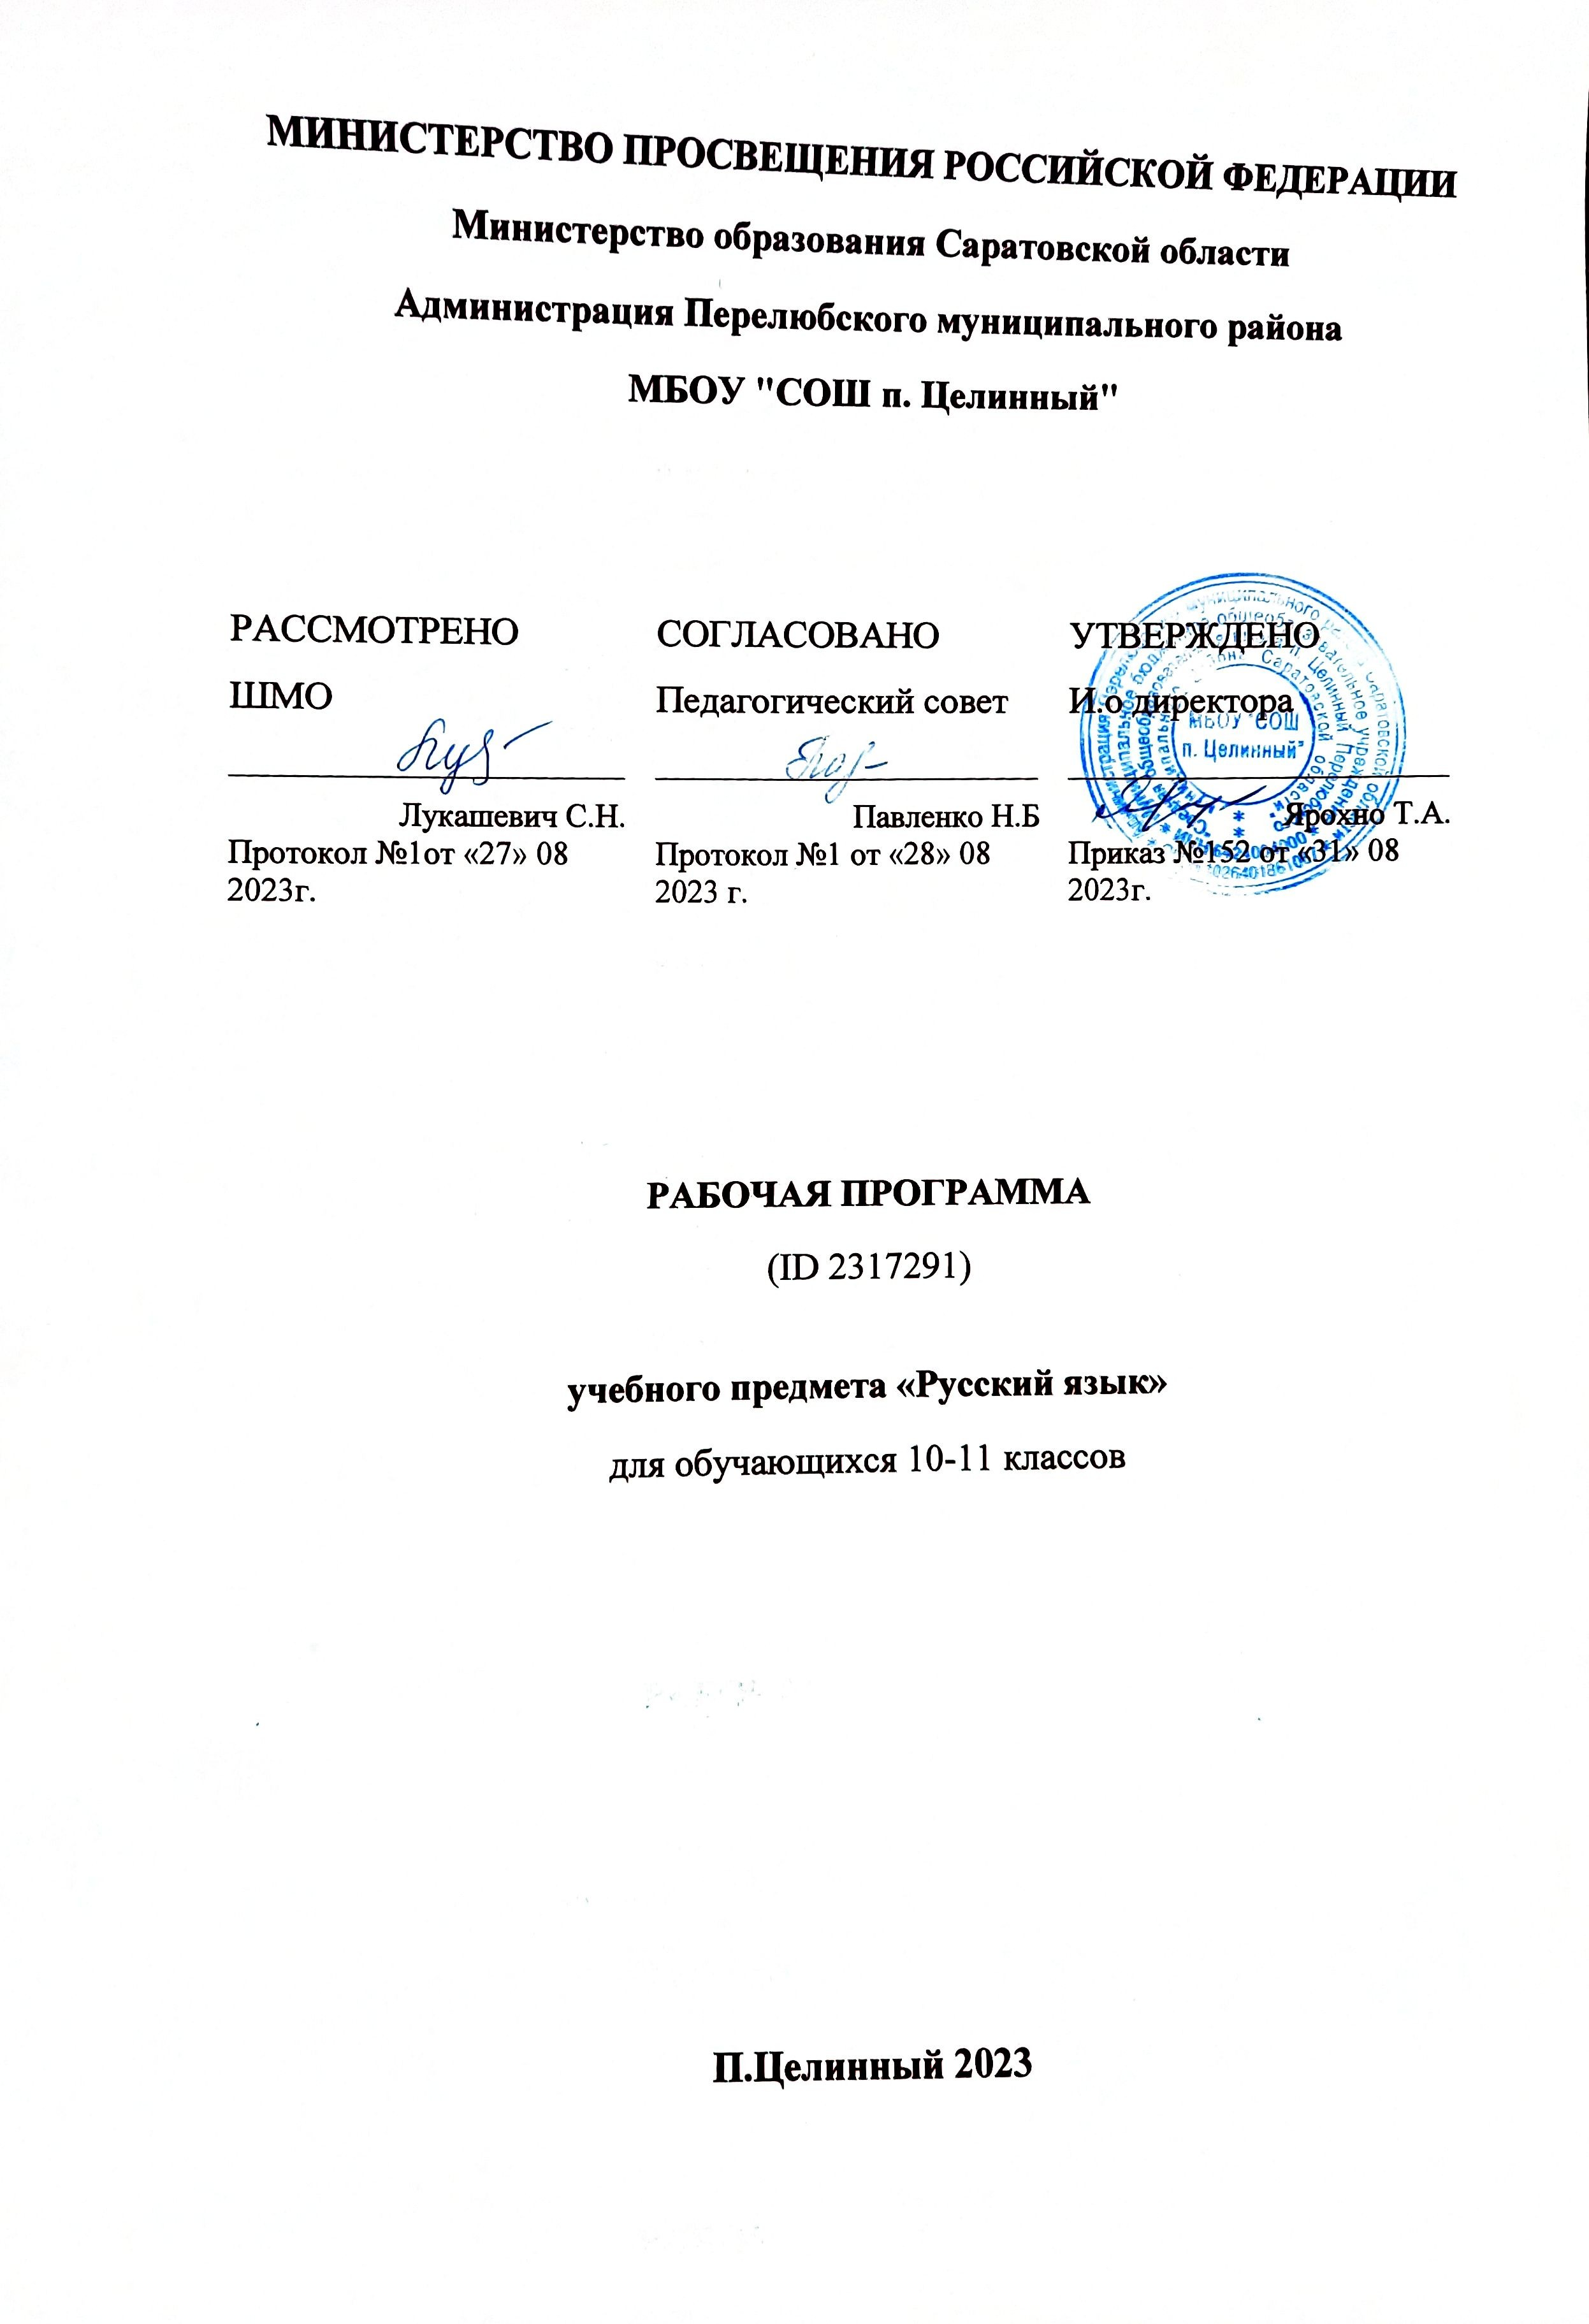 МИНИСТЕРСТВО ПРОСВЕЩЕНИЯ РОССИЙСКОЙ ФЕДЕРАЦИИ
Министерство образования Саратовской области
Администрация Перелюбского муниципального района
МБОУ "СОШ п. Целинный"
РАССМОТРЕНО
ШМО
Лукашевич С.Н.
Протокол №1от «27» 08
2023г.
СОГЛАСОВАНО
Педагогический совет
Павленко Н.Б
Протокол №1 от «28» 08
2023 г.
УТВЕРЖДЕНО
И.о директора
МБОУ "СОШ
п. Целинный"
Ярохно Т.А.
Приказ №152 от «31» 08
2023г.
РАБОЧАЯ ПРОГРАММА
(ID 2317291)
учебного предмета «Русский язык»
для обучающихся 10-11 классов
П.Целинный 2023